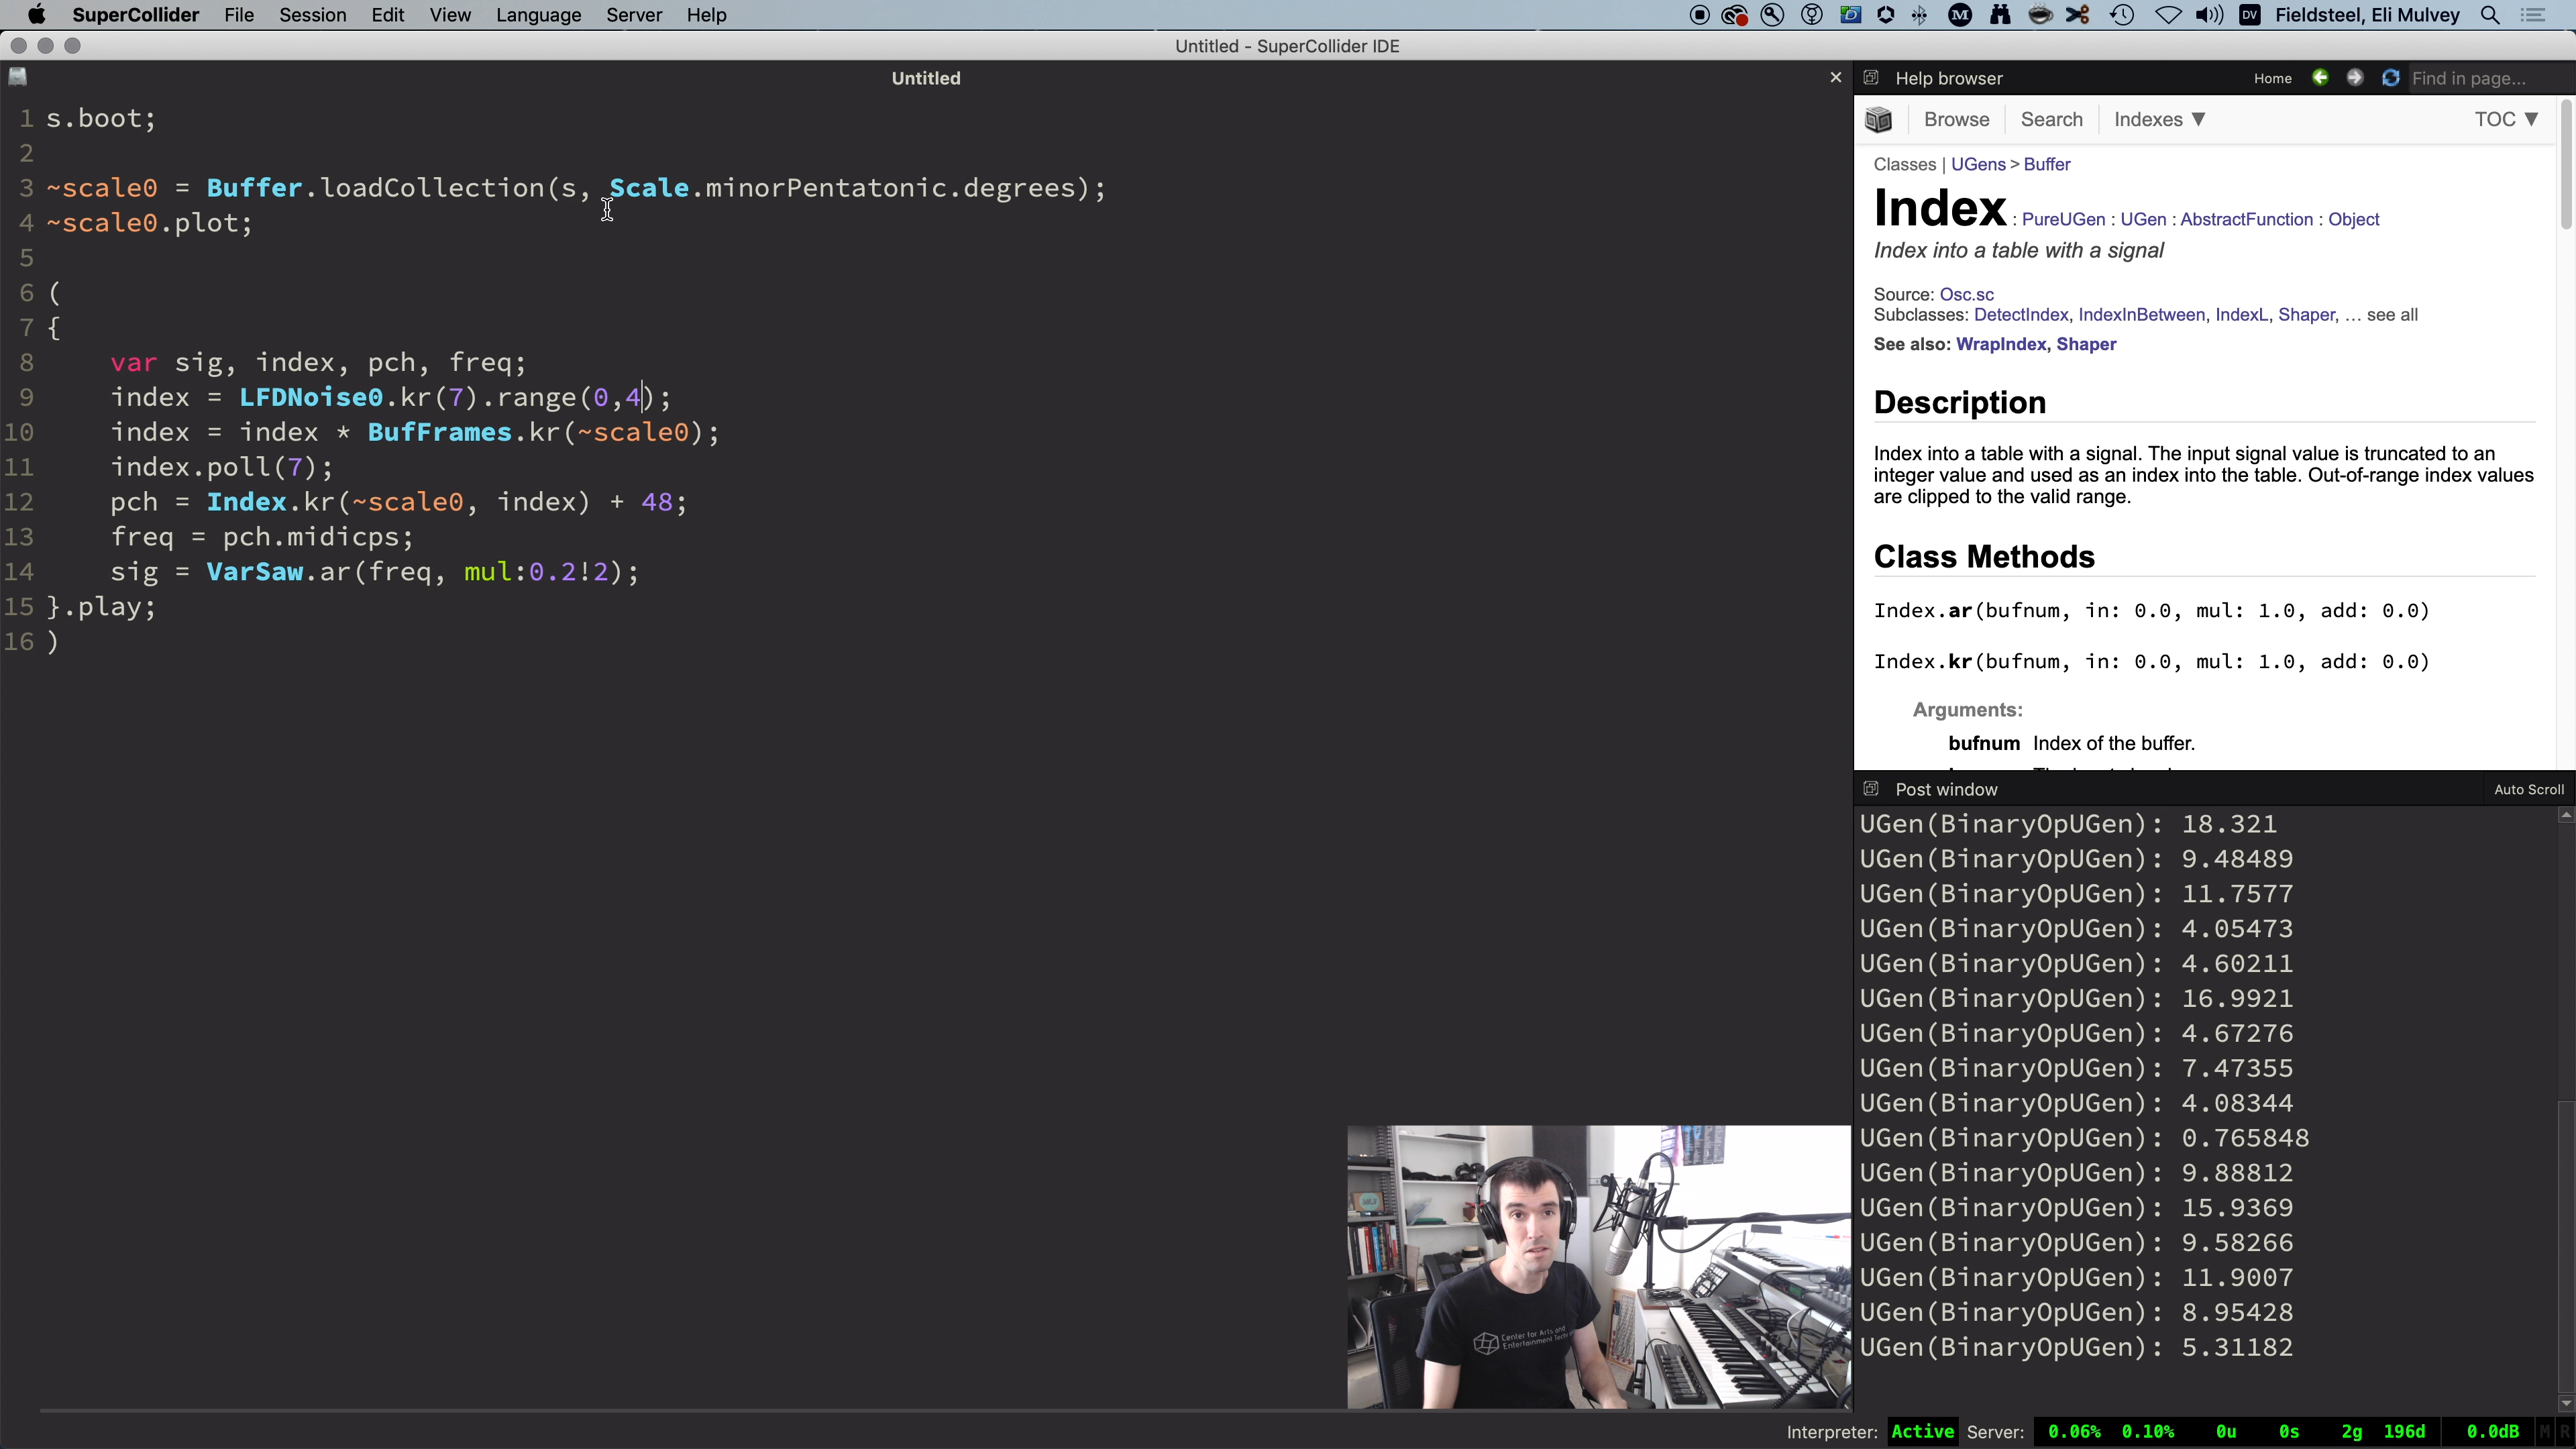 SuperCollider File Session Edit View Language Server Help
DV Fieldsteel, Eli Mulvey
Untitled - SuperCollider IDE
Untitled
1 s.boot;
2
3 ~scale0 = Buffer.loadCollection(s, Scale.minorPentatonic.degrees);
4 ~scale0.plot;
5
6 (
7 {
8 var sig, index, pch, freq;
9 index = LFDNoise0.kr(7).range(0,4);
10 index = index * BufFrames.kr(~scale0);
11 index.poll(7);
12 pch = Index.kr(~scale0, index) + 48;
13 freq = pch.midicps;
14 sig = VarSaw.ar(freq, mul:0.2!2);
15 }.play;
16 )
Help browser Home Find in page...
Browse Search Indexes ▼ TOC ▼
Classes | UGens > Buffer
Index : PureUGen : UGen : AbstractFunction : Object
Index into a table with a signal
Source: Osc.sc
Subclasses: DetectIndex, IndexInBetween, IndexL, Shaper, … see all
See also: WrapIndex, Shaper
Description
Index into a table with a signal. The input signal value is truncated to an
integer value and used as an index into the table. Out-of-range index values
are clipped to the valid range.
Class Methods
Index.ar(bufnum, in: 0.0, mul: 1.0, add: 0.0)
Index.kr(bufnum, in: 0.0, mul: 1.0, add: 0.0)
Arguments:
bufnum Index of the buffer.
Post window Auto Scroll
UGen(BinaryOpUGen): 18.321
UGen(BinaryOpUGen): 9.48489
UGen(BinaryOpUGen): 11.7577
UGen(BinaryOpUGen): 4.05473
UGen(BinaryOpUGen): 4.60211
UGen(BinaryOpUGen): 16.9921
UGen(BinaryOpUGen): 4.67276
UGen(BinaryOpUGen): 7.47355
UGen(BinaryOpUGen): 4.08344
UGen(BinaryOpUGen): 0.765848
UGen(BinaryOpUGen): 9.88812
UGen(BinaryOpUGen): 15.9369
UGen(BinaryOpUGen): 9.58266
UGen(BinaryOpUGen): 11.9007
UGen(BinaryOpUGen): 8.95428
UGen(BinaryOpUGen): 5.31182
Center for Arts and
Entertainment
Interpreter: Active Server: 0.06% 0.10% 0u 0s 2g 196d 0.0dB M R